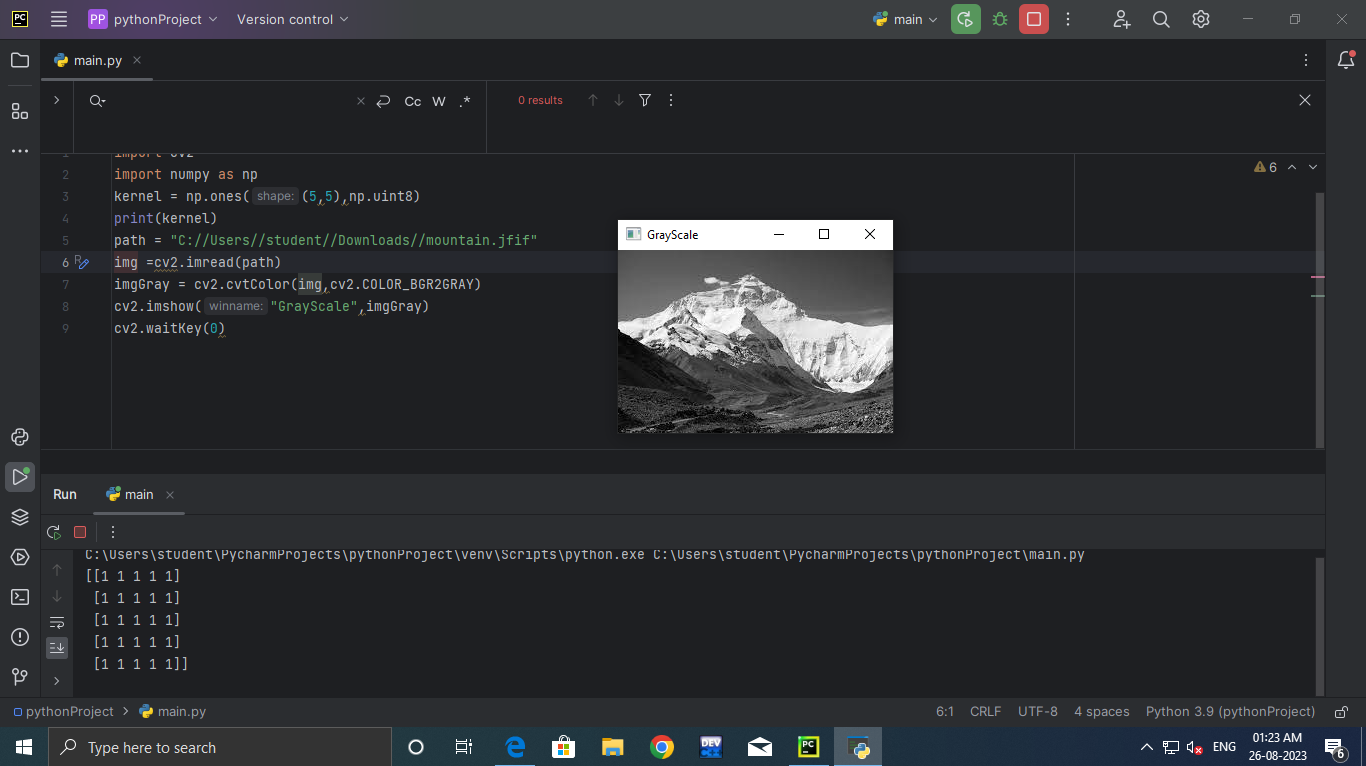 PC PP pythonProject Version control main
main.py
Cc W .* 0 results
1 import cv2
2 import numpy as np 6
3 kernel = np.ones( shape: (5,5),np.uint8)
4 print(kernel)
5 path = "C://Users//student//Downloads//mountain.jfif"
6 img =cv2.imread(path)
7 imgGray = cv2.cvtColor(img,cv2.COLOR_BGR2GRAY)
8 cv2.imshow( winname: "GrayScale",imgGray)
9 cv2.waitKey(0)
GrayScale
Run main
C:\Users\student\PycharmProjects\pythonProject\venv\Scripts\python.exe C:\Users\student\PycharmProjects\pythonProject\main.py
[[1 1 1 1 1]
[1 1 1 1 1]
[1 1 1 1 1]
[1 1 1 1 1]
[1 1 1 1 1]]
pythonProject > main.py 6:1 CRLF UTF-8 4 spaces Python 3.9 (pythonProject)
Type here to search DEV PC ENG 01:23 AM
26-08-2023 6